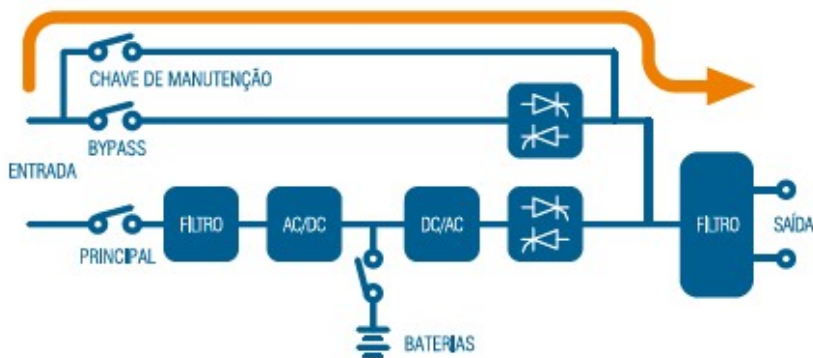 CHAVE DE MANUTENÇÃO
BYPASS
ENTRADA
FILTRO
AC/DC
DC/AC
FILTRO
SAÍDA
PRINCIPAL
BATERIAS